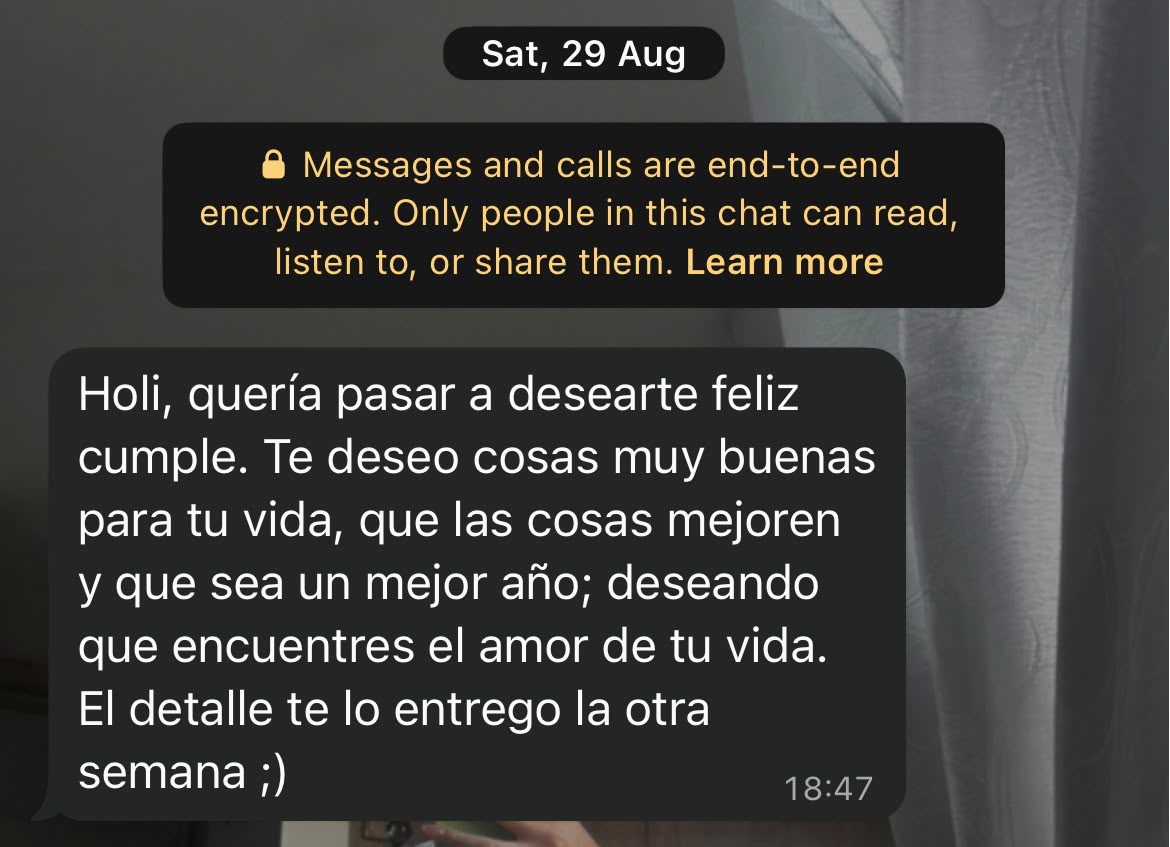 Sat, 29 Aug
Messages and calls are end-to-end
encrypted. Only people in this chat can read,
listen to, or share them. Learn more
Holi, quería pasar a desearte feliz
cumple. Te deseo cosas muy buenas
para tu vida, que las cosas mejoren
y que sea un mejor año; deseando
que encuentres el amor de tu vida.
El detalle te lo entrego la otra
semana ;)
18:47